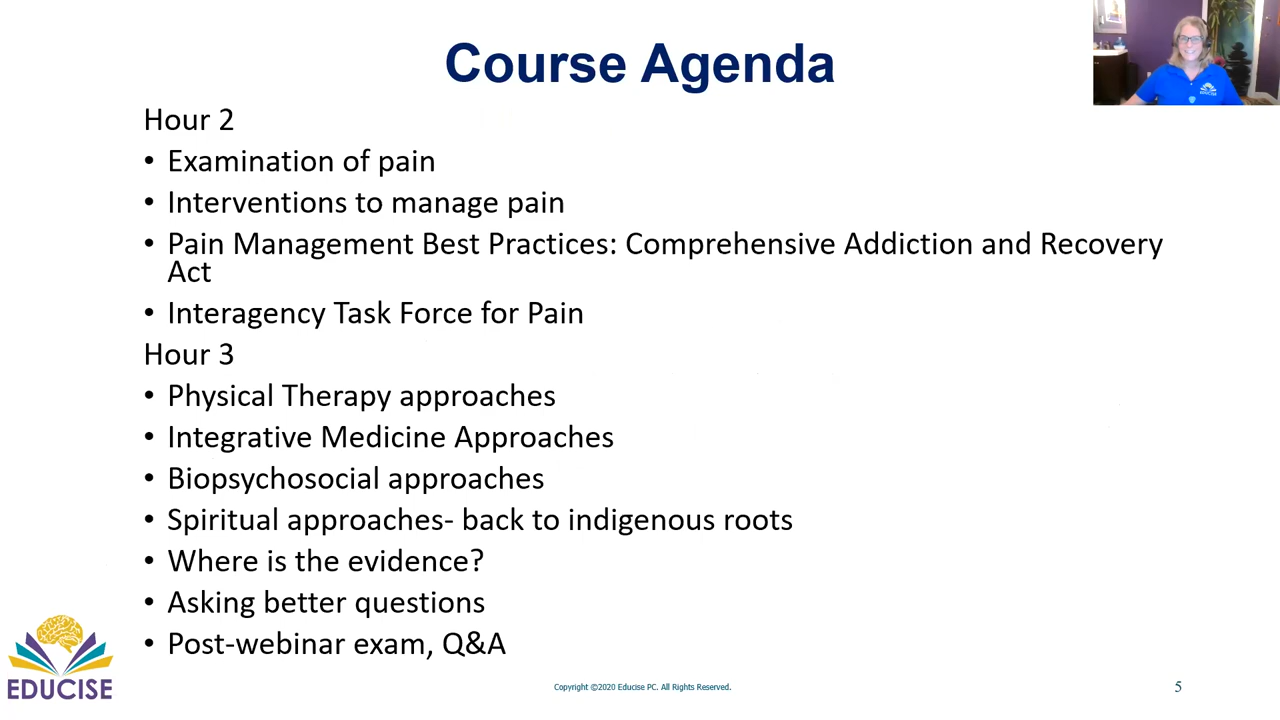 Course Agenda
Hour 2
• Examination of pain
• Interventions to manage pain
• Pain Management Best Practices: Comprehensive Addiction and Recovery
Act
• Interagency Task Force for Pain
Hour 3
• Physical Therapy approaches
• Integrative Medicine Approaches
• Biopsychosocial approaches
• Spiritual approaches- back to indigenous roots
• Where is the evidence?
• Asking better questions
• Post-webinar exam, Q&A
EDUCISE
Copyright ©2020 Educise PC. All Rights Reserved.
5
EDUCISE